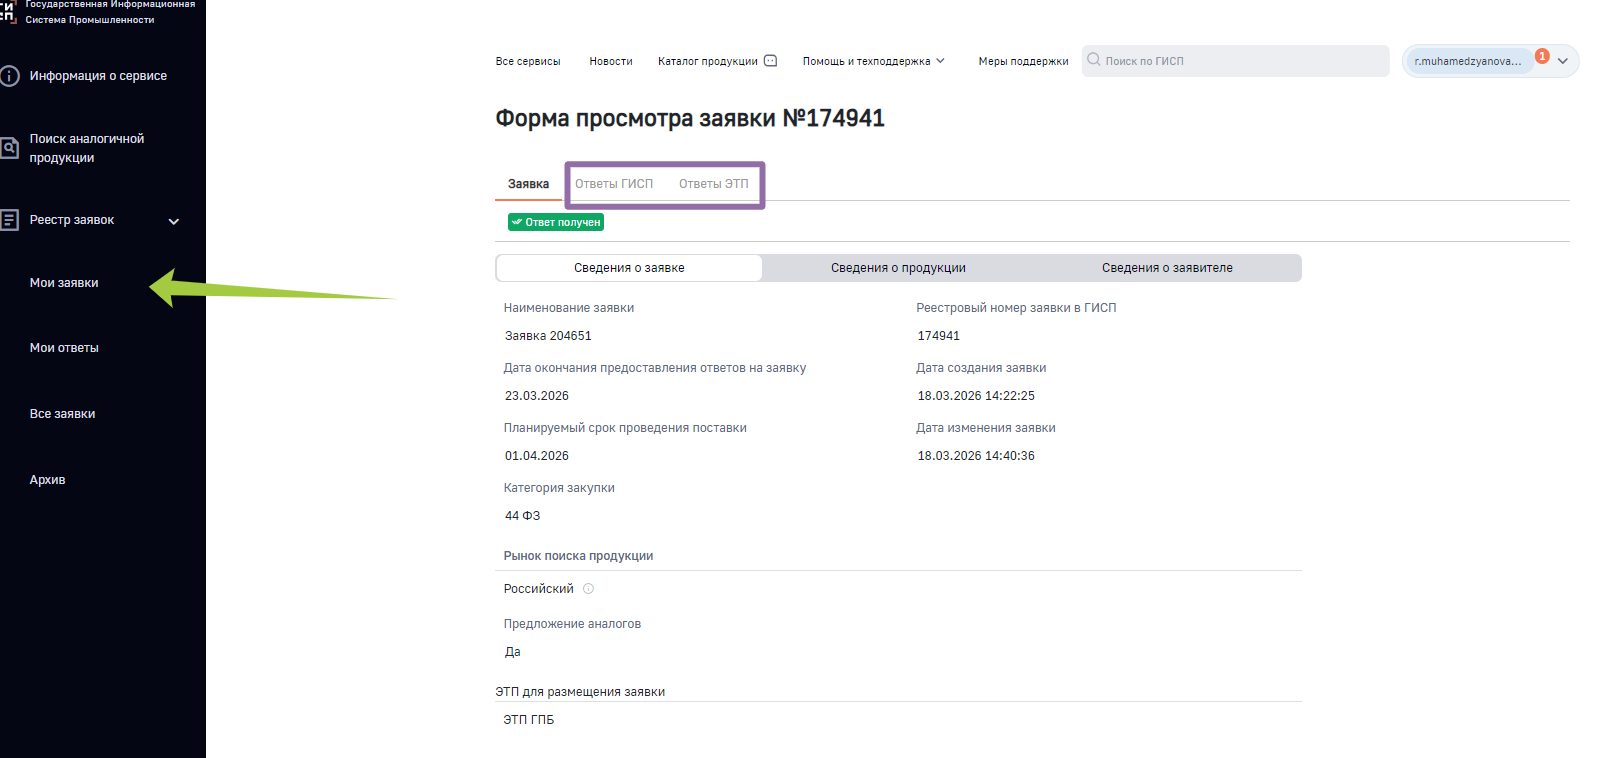 Государственная Информационная
Система Промышленности
Информация о сервисе
Поиск аналогичной
продукции
Реестр заявок
Мои заявки
Мои ответы
Все заявки
Архив
Все сервисы Новости Каталог продукции Помощь и техподдержка Меры поддержки Поиск по ГИСП r.muhamedzyanova... 1
Форма просмотра заявки №174941
Заявка Ответы ГИСП Ответы ЭТП
Ответ получен
Сведения о заявке Сведения о продукции Сведения о заявителе
Наименование заявки Реестровый номер заявки в ГИСП
Заявка 204651 174941
Дата окончания предоставления ответов на заявку Дата создания заявки
23.03.2026 18.03.2026 14:22:25
Планируемый срок проведения поставки Дата изменения заявки
01.04.2026 18.03.2026 14:40:36
Категория закупки
44 ФЗ
Рынок поиска продукции
Российский
Предложение аналогов
Да
ЭТП для размещения заявки
ЭТП ГПБ